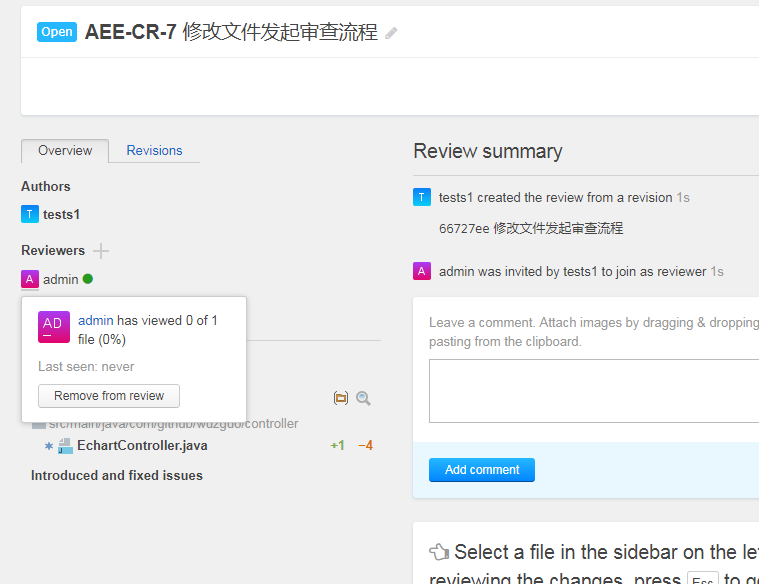 Open AEE-CR-7 修改文件发起审查流程
Overview Revisions
Authors
T tests1
Reviewers
A admin
AD admin has viewed 0 of 1
file (0%)
Last seen: never
Remove from review
src/main/java/com/github/wuzguo/controller
EchartController.java +1 −4
Introduced and fixed issues
Review summary
T tests1 created the review from a revision 1s
66727ee 修改文件发起审查流程
A admin was invited by tests1 to join as reviewer 1s
Leave a comment. Attach images by dragging & dropping
pasting from the clipboard.
Add comment
Select a file in the sidebar on the le
reviewing the changes, press Esc to g